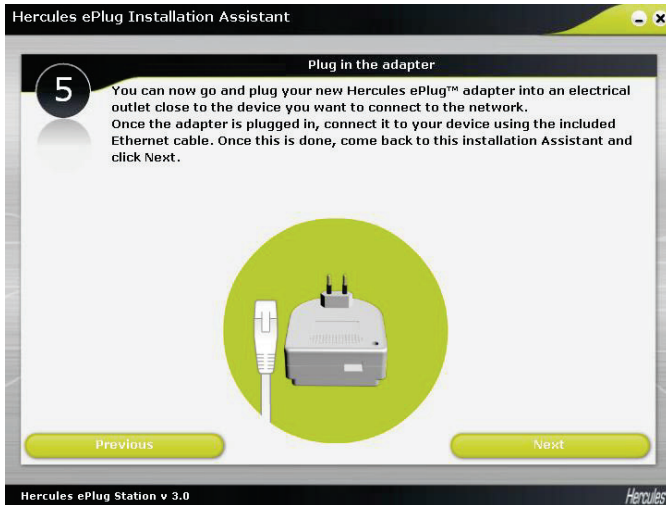 Hercules ePlug Installation Assistant
Plug in the adapter
5
You can now go and plug your new Hercules ePlug™ adapter into an electrical
outlet close to the device you want to connect to the network.
Once the adapter is plugged in, connect it to your device using the included
Ethernet cable. Once this is done, come back to this installation Assistant and
click Next.
Previous
Next
Hercules ePlug Station v 3.0
Hercules